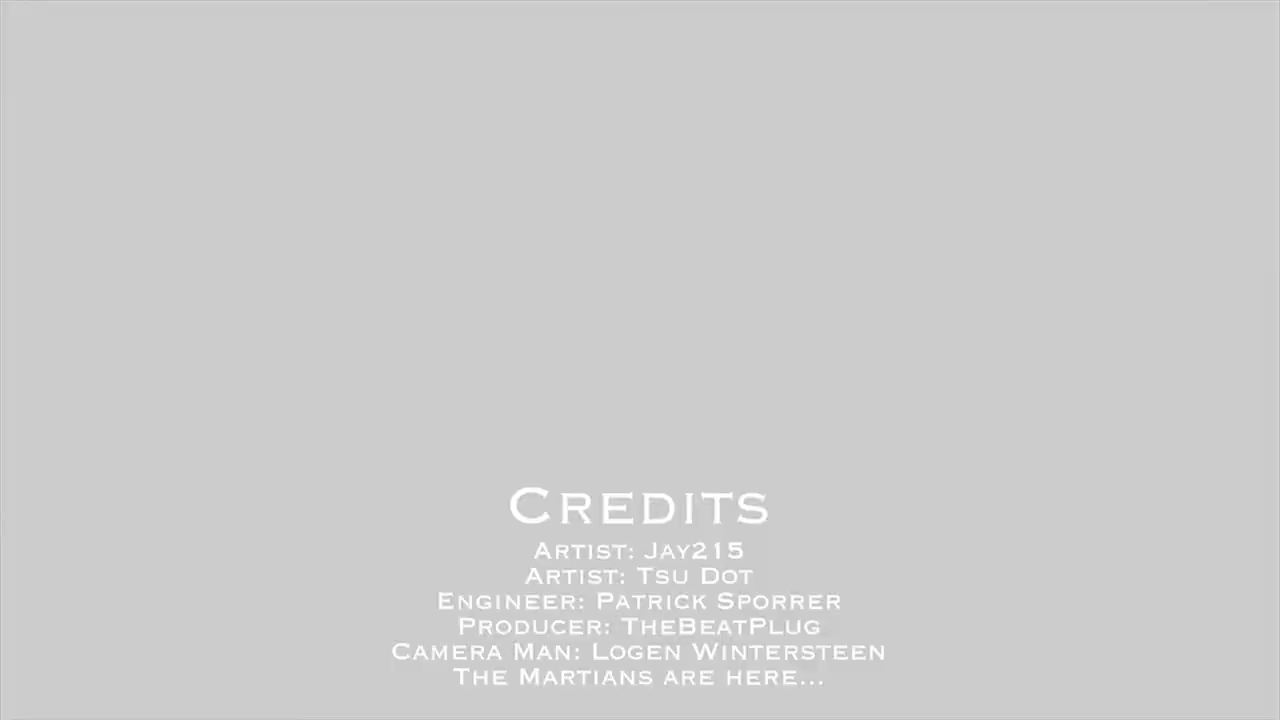 Credits
Artist: Jay215
Artist: Tsu Dot
Engineer: Patrick Sporrer
Producer: TheBeatPlug
Camera Man: Logen Wintersteen
The Martians are here...